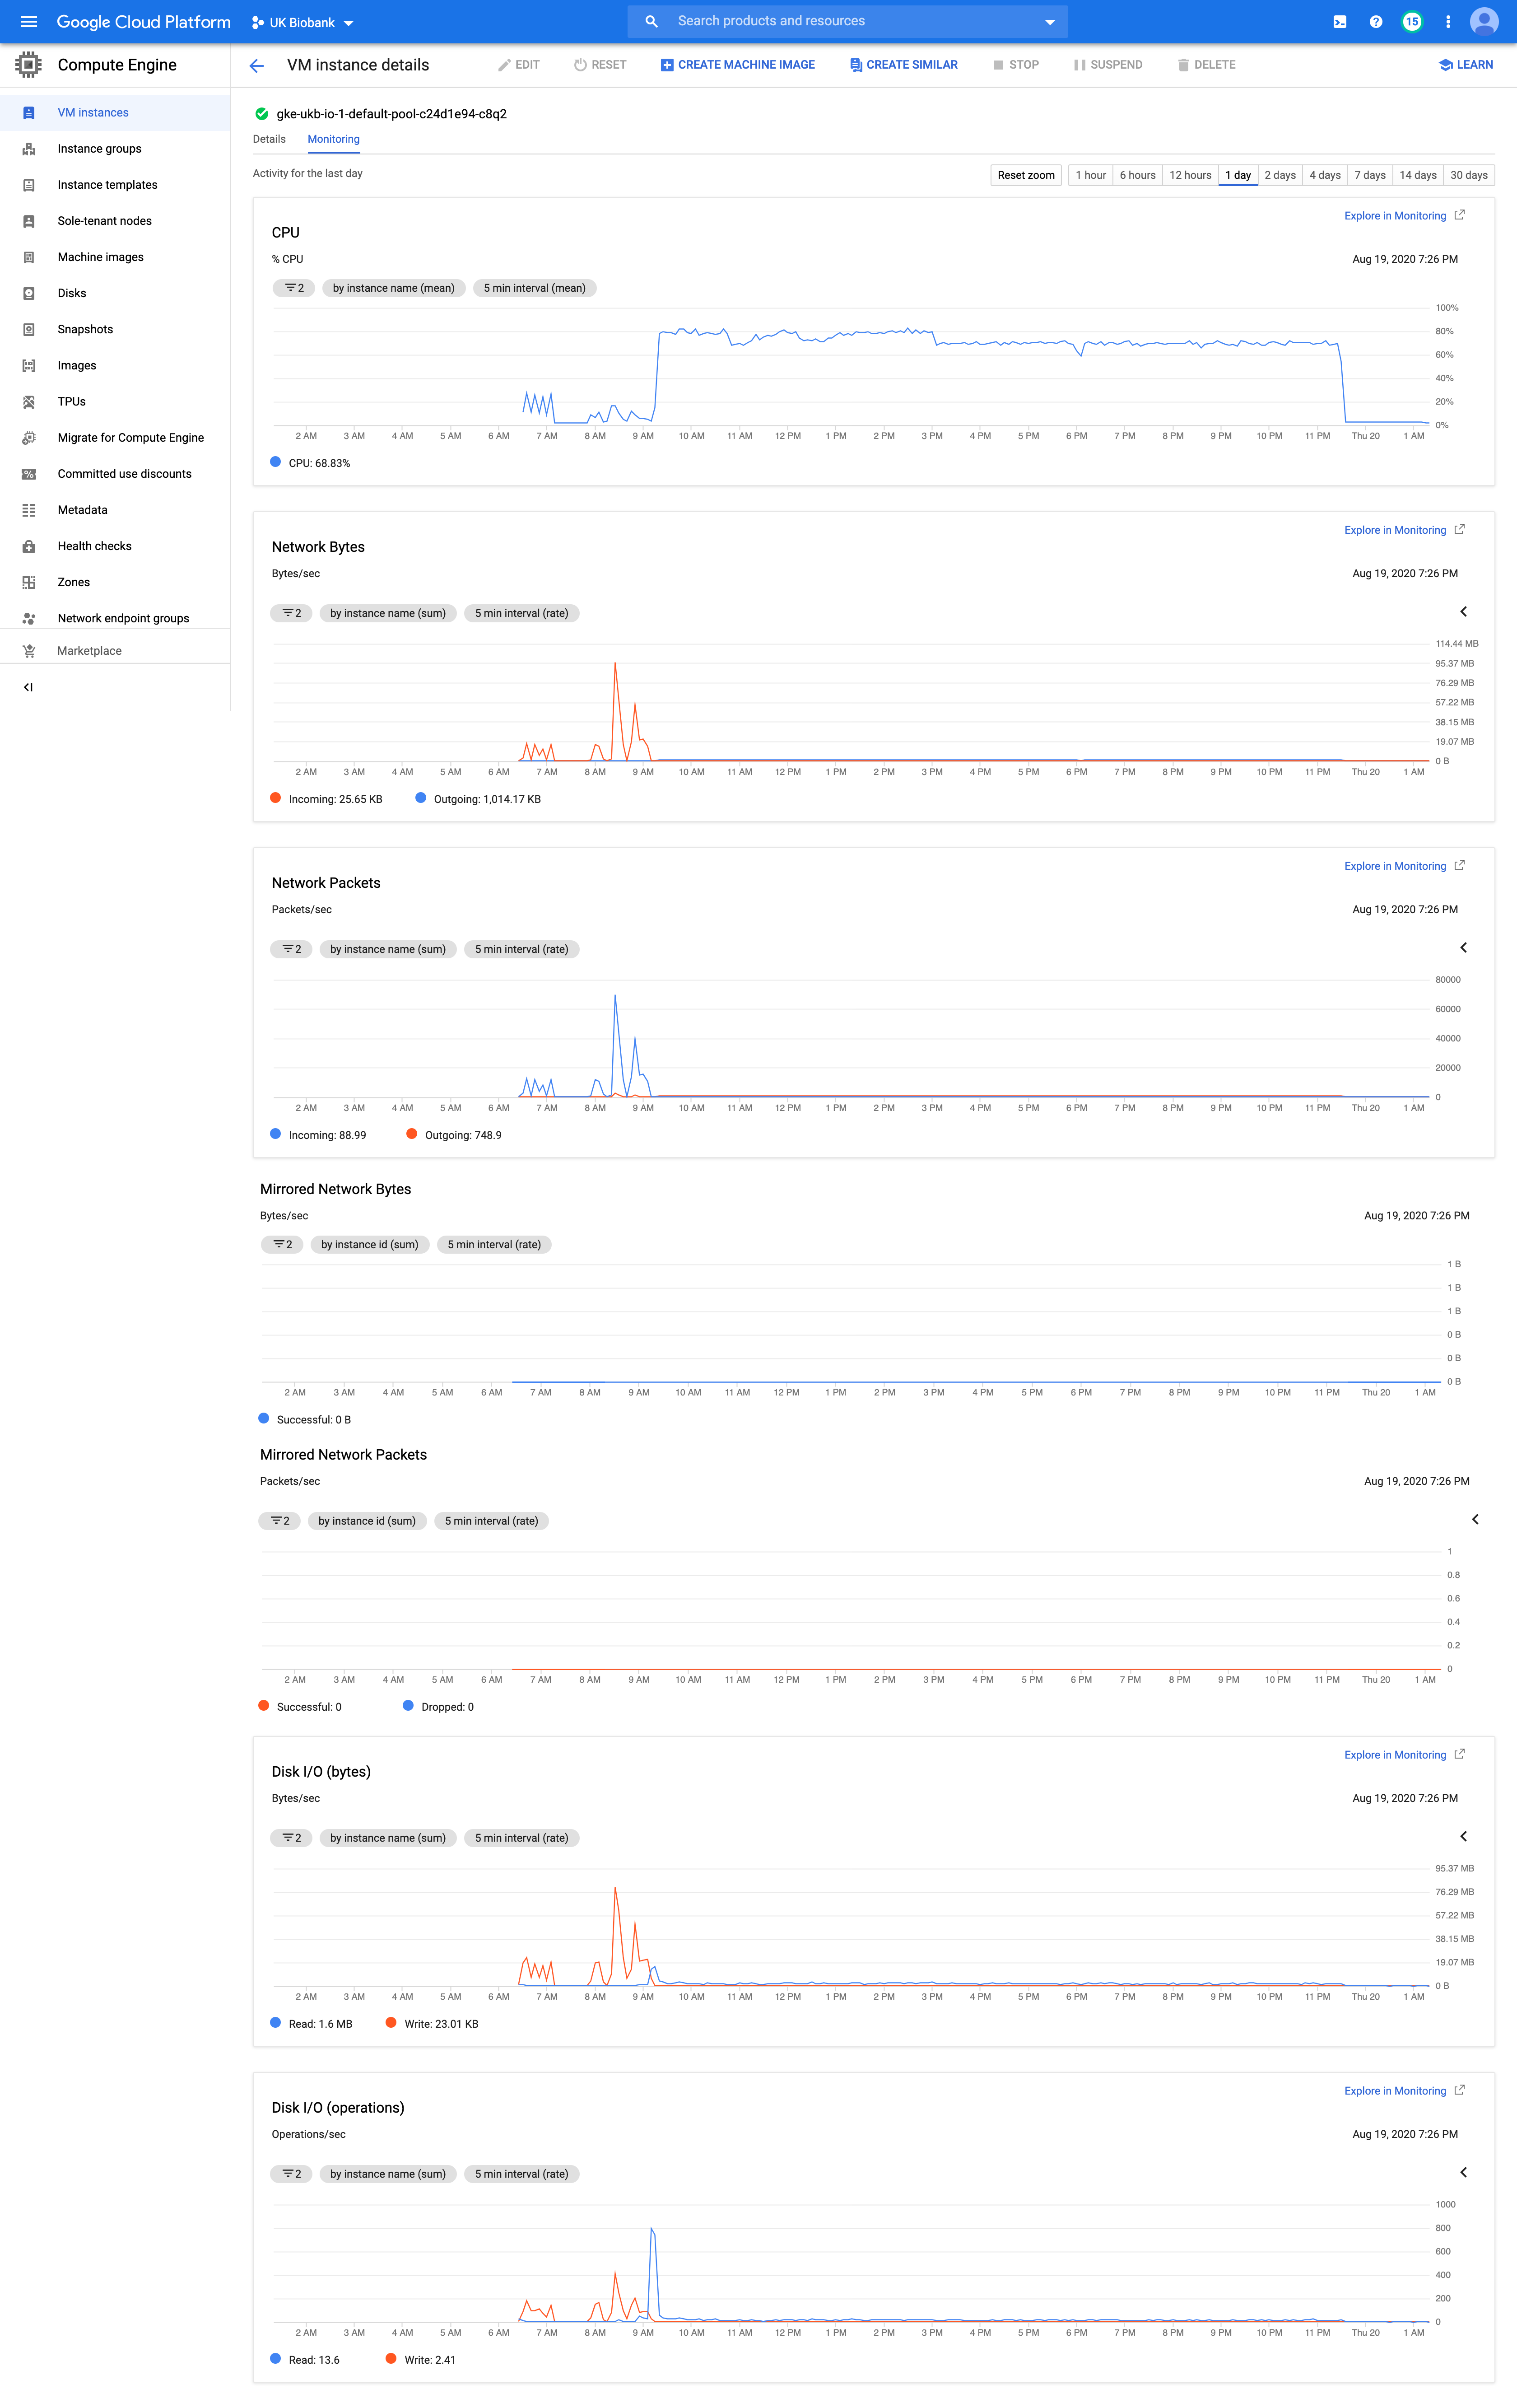 Google Cloud Platform UK Biobank Search products and resources 15
Compute Engine VM instance details EDIT RESET CREATE MACHINE IMAGE CREATE SIMILAR STOP SUSPEND DELETE LEARN
VM instances
Instance groups
Instance templates
Sole-tenant nodes
Machine images
Disks
Snapshots
Images
TPUs
Migrate for Compute Engine
Committed use discounts
Metadata
Health checks
Zones
Network endpoint groups
Marketplace
gke-ukb-io-1-default-pool-c24d1e94-c8q2
Details Monitoring
Activity for the last day Reset zoom 1 hour 6 hours 12 hours 1 day 2 days 4 days 7 days 14 days 30 days
Explore in Monitoring
CPU
% CPU Aug 19, 2020 7:26 PM
2 by instance name (mean) 5 min interval (mean)
100%
80%
60%
40%
20%
0%
2 AM 3 AM 4 AM 5 AM 6 AM 7 AM 8 AM 9 AM 10 AM 11 AM 12 PM 1 PM 2 PM 3 PM 4 PM 5 PM 6 PM 7 PM 8 PM 9 PM 10 PM 11 PM Thu 20 1 AM
CPU: 68.83%
Explore in Monitoring
Network Bytes
Bytes/sec Aug 19, 2020 7:26 PM
2 by instance name (sum) 5 min interval (rate)
114.44 MB
95.37 MB
76.29 MB
57.22 MB
38.15 MB
19.07 MB
0 B
2 AM 3 AM 4 AM 5 AM 6 AM 7 AM 8 AM 9 AM 10 AM 11 AM 12 PM 1 PM 2 PM 3 PM 4 PM 5 PM 6 PM 7 PM 8 PM 9 PM 10 PM 11 PM Thu 20 1 AM
Incoming: 25.65 KB Outgoing: 1,014.17 KB
Explore in Monitoring
Network Packets
Packets/sec Aug 19, 2020 7:26 PM
2 by instance name (sum) 5 min interval (rate)
80000
60000
40000
20000
0
2 AM 3 AM 4 AM 5 AM 6 AM 7 AM 8 AM 9 AM 10 AM 11 AM 12 PM 1 PM 2 PM 3 PM 4 PM 5 PM 6 PM 7 PM 8 PM 9 PM 10 PM 11 PM Thu 20 1 AM
Incoming: 88.99 Outgoing: 748.9
Mirrored Network Bytes
Bytes/sec Aug 19, 2020 7:26 PM
2 by instance id (sum) 5 min interval (rate)
1 B
1 B
1 B
0 B
0 B
0 B
2 AM 3 AM 4 AM 5 AM 6 AM 7 AM 8 AM 9 AM 10 AM 11 AM 12 PM 1 PM 2 PM 3 PM 4 PM 5 PM 6 PM 7 PM 8 PM 9 PM 10 PM 11 PM Thu 20 1 AM
Successful: 0 B
Mirrored Network Packets
Packets/sec Aug 19, 2020 7:26 PM
2 by instance id (sum) 5 min interval (rate)
1
0.8
0.6
0.4
0.2
0
2 AM 3 AM 4 AM 5 AM 6 AM 7 AM 8 AM 9 AM 10 AM 11 AM 12 PM 1 PM 2 PM 3 PM 4 PM 5 PM 6 PM 7 PM 8 PM 9 PM 10 PM 11 PM Thu 20 1 AM
Successful: 0 Dropped: 0
Explore in Monitoring
Disk I/O (bytes)
Bytes/sec Aug 19, 2020 7:26 PM
2 by instance name (sum) 5 min interval (rate)
95.37 MB
76.29 MB
57.22 MB
38.15 MB
19.07 MB
0 B
2 AM 3 AM 4 AM 5 AM 6 AM 7 AM 8 AM 9 AM 10 AM 11 AM 12 PM 1 PM 2 PM 3 PM 4 PM 5 PM 6 PM 7 PM 8 PM 9 PM 10 PM 11 PM Thu 20 1 AM
Read: 1.6 MB Write: 23.01 KB
Explore in Monitoring
Disk I/O (operations)
Operations/sec Aug 19, 2020 7:26 PM
2 by instance name (sum) 5 min interval (rate)
1000
800
600
400
200
0
2 AM 3 AM 4 AM 5 AM 6 AM 7 AM 8 AM 9 AM 10 AM 11 AM 12 PM 1 PM 2 PM 3 PM 4 PM 5 PM 6 PM 7 PM 8 PM 9 PM 10 PM 11 PM Thu 20 1 AM
Read: 13.6 Write: 2.41